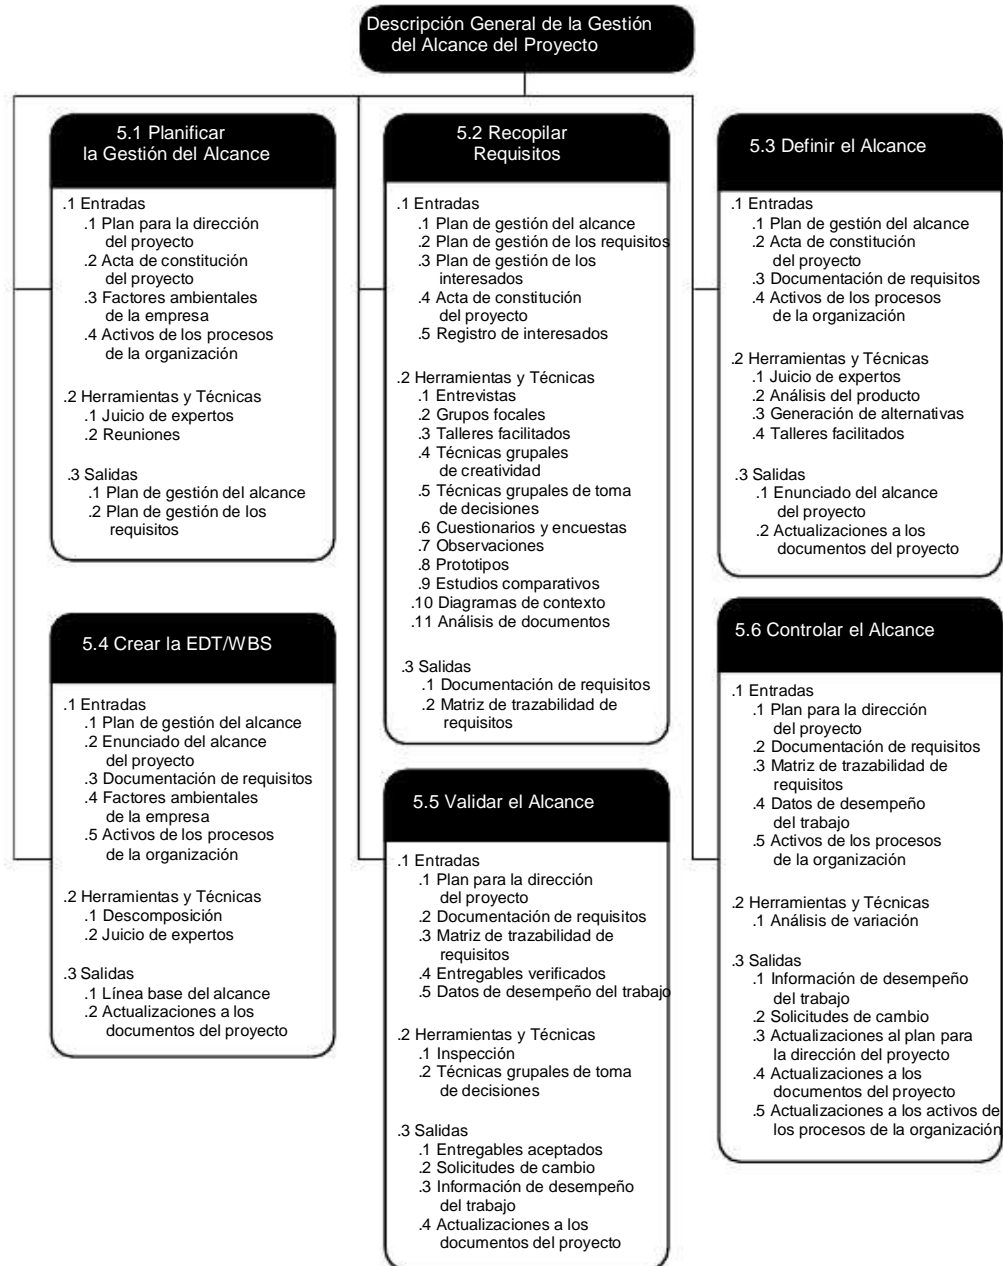 Descripción General de la Gestión
del Alcance del Proyecto
5.1 Planificar
la Gestión del Alcance
.1 Entradas
.1 Plan para la dirección
del proyecto
.2 Acta de constitución
del proyecto
.3 Factores ambientales
de la empresa
.4 Activos de los procesos
de la organización
.2 Herramientas y Técnicas
.1 Juicio de expertos
.2 Reuniones
.3 Salidas
.1 Plan de gestión del alcance
.2 Plan de gestión de los
requisitos
5.2 Recopilar
Requisitos
.1 Entradas
.1 Plan de gestión del alcance
.2 Plan de gestión de los requisitos
.3 Plan de gestión de los
interesados
.4 Acta de constitución
del proyecto
.5 Registro de interesados
.2 Herramientas y Técnicas
.1 Entrevistas
.2 Grupos focales
.3 Talleres facilitados
.4 Técnicas grupales
de creatividad
.5 Técnicas grupales de toma
de decisiones
.6 Cuestionarios y encuestas
.7 Observaciones
.8 Prototipos
.9 Estudios comparativos
.10 Diagramas de contexto
.11 Análisis de documentos
.3 Salidas
.1 Documentación de requisitos
.2 Matriz de trazabilidad de
requisitos
5.3 Definir el Alcance
.1 Entradas
.1 Plan de gestión del alcance
.2 Acta de constitución
del proyecto
.3 Documentación de requisitos
.4 Activos de los procesos
de la organización
.2 Herramientas y Técnicas
.1 Juicio de expertos
.2 Análisis del producto
.3 Generación de alternativas
.4 Talleres facilitados
.3 Salidas
.1 Enunciado del alcance
del proyecto
.2 Actualizaciones a los
documentos del proyecto
5.4 Crear la EDT/WBS
.1 Entradas
.1 Plan de gestión del alcance
.2 Enunciado del alcance
del proyecto
.3 Documentación de requisitos
.4 Factores ambientales
de la empresa
.5 Activos de los procesos
de la organización
.2 Herramientas y Técnicas
.1 Descomposición
.2 Juicio de expertos
.3 Salidas
.1 Línea base del alcance
.2 Actualizaciones a los
documentos del proyecto
5.5 Validar el Alcance
.1 Entradas
.1 Plan para la dirección
del proyecto
.2 Documentación de requisitos
.3 Matriz de trazabilidad de
requisitos
.4 Entregables verificados
.5 Datos de desempeño del trabajo
.2 Herramientas y Técnicas
.1 Inspección
.2 Técnicas grupales de toma
de decisiones
.3 Salidas
.1 Entregables aceptados
.2 Solicitudes de cambio
.3 Información de desempeño
del trabajo
.4 Actualizaciones a los
documentos del proyecto
5.6 Controlar el Alcance
.1 Entradas
.1 Plan para la dirección
del proyecto
.2 Documentación de requisitos
.3 Matriz de trazabilidad de
requisitos
.4 Datos de desempeño
del trabajo
.5 Activos de los procesos
de la organización
.2 Herramientas y Técnicas
.1 Análisis de variación
.3 Salidas
.1 Información de desempeño
del trabajo
.2 Solicitudes de cambio
.3 Actualizaciones al plan para
la dirección del proyecto
.4 Actualizaciones a los
documentos del proyecto
.5 Actualizaciones a los activos de
los procesos de la organización